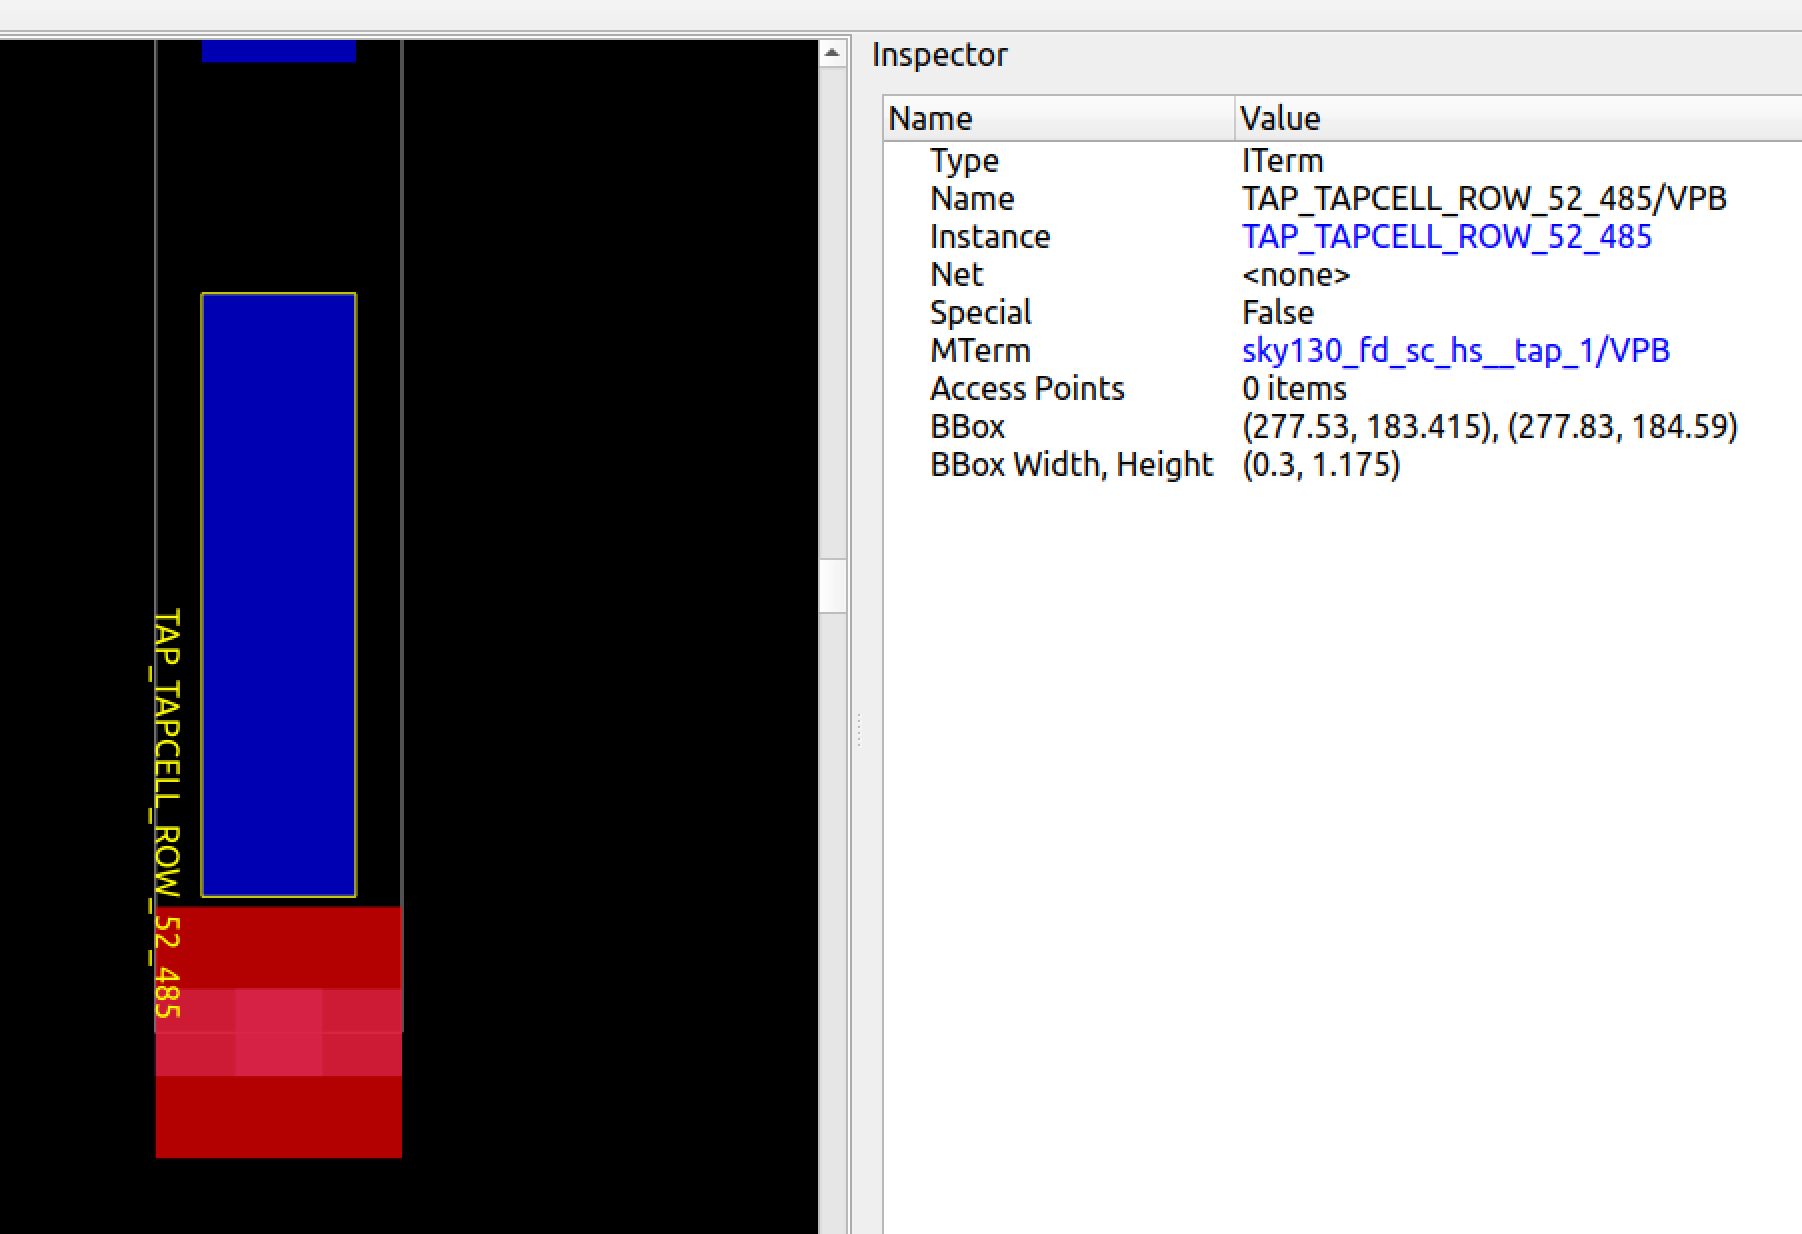 TAP_TAPCELL_ROW_52_485
Inspector
Name Value
Type ITerm
Name TAP_TAPCELL_ROW_52_485/VPB
Instance TAP_TAPCELL_ROW_52_485
Net <none>
Special False
MTerm sky130_fd_sc_hs__tap_1/VPB
Access Points 0 items
BBox (277.53, 183.415), (277.83, 184.59)
BBox Width, Height (0.3, 1.175)